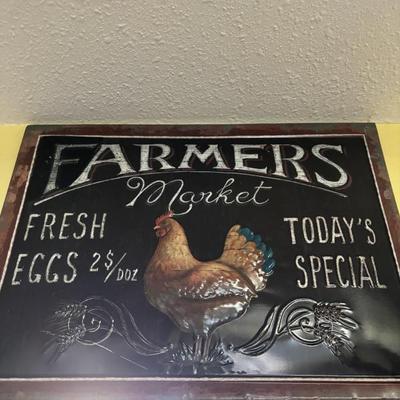 FARMERS
Market
FRESH
EGGS 2$/DOZ
TODAY'S
SPECIAL